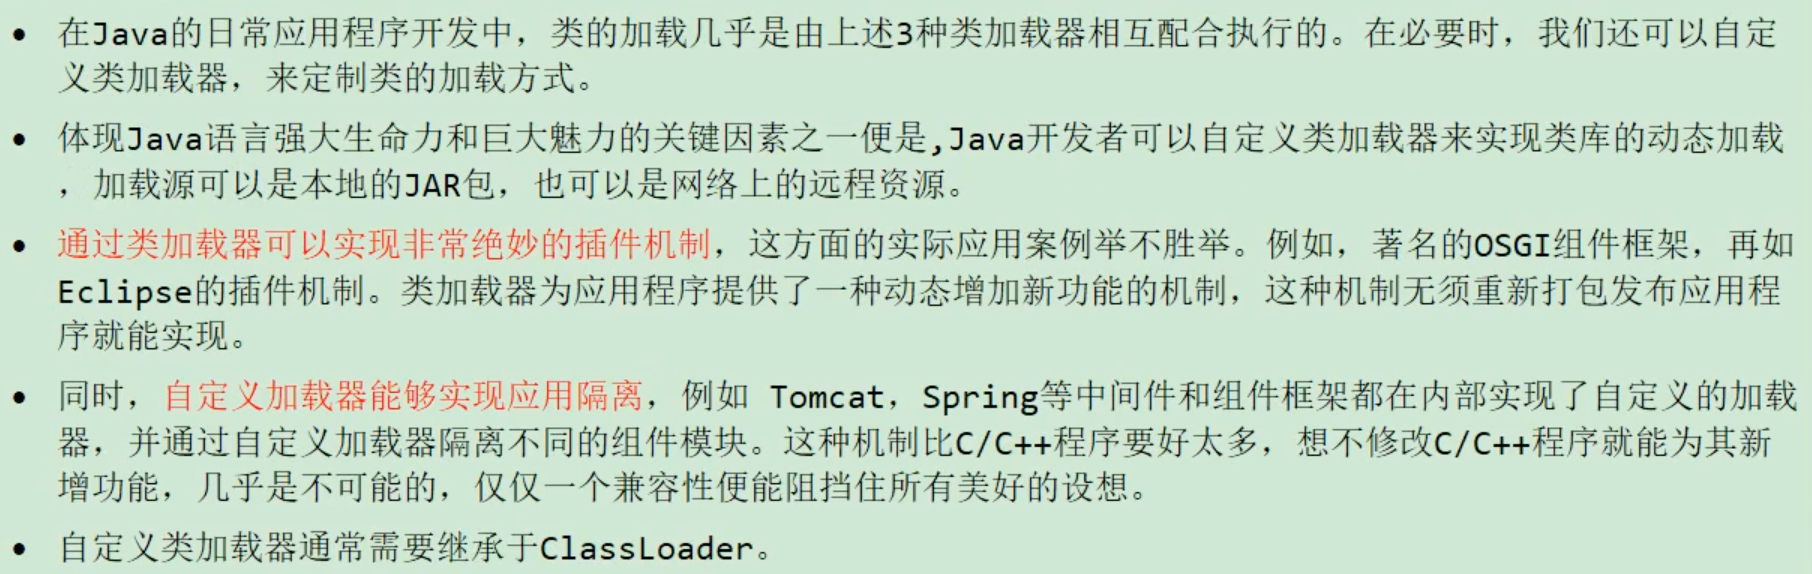 • 在Java的日常应用程序开发中，类的加载几乎是由上述3种类加载器相互配合执行的。在必要时，我们还可以自定
义类加载器，来定制类的加载方式。
• 体现Java语言强大生命力和巨大魅力的关键因素之一便是,Java开发者可以自定义类加载器来实现类库的动态加载
，加载源可以是本地的JAR包，也可以是网络上的远程资源。
• 通过类加载器可以实现非常绝妙的插件机制，这方面的实际应用案例举不胜举。例如，著名的OSGI组件框架，再如
Eclipse的插件机制。类加载器为应用程序提供了一种动态增加新功能的机制，这种机制无须重新打包发布应用程
序就能实现。
• 同时，自定义加载器能够实现应用隔离，例如 Tomcat，Spring等中间件和组件框架都在内部实现了自定义的加载
器，并通过自定义加载器隔离不同的组件模块。这种机制比C/C++程序要好太多，想不修改C/C++程序就能为其新
增功能，几乎是不可能的，仅仅一个兼容性便能阻挡住所有美好的设想。
• 自定义类加载器通常需要继承于ClassLoader。